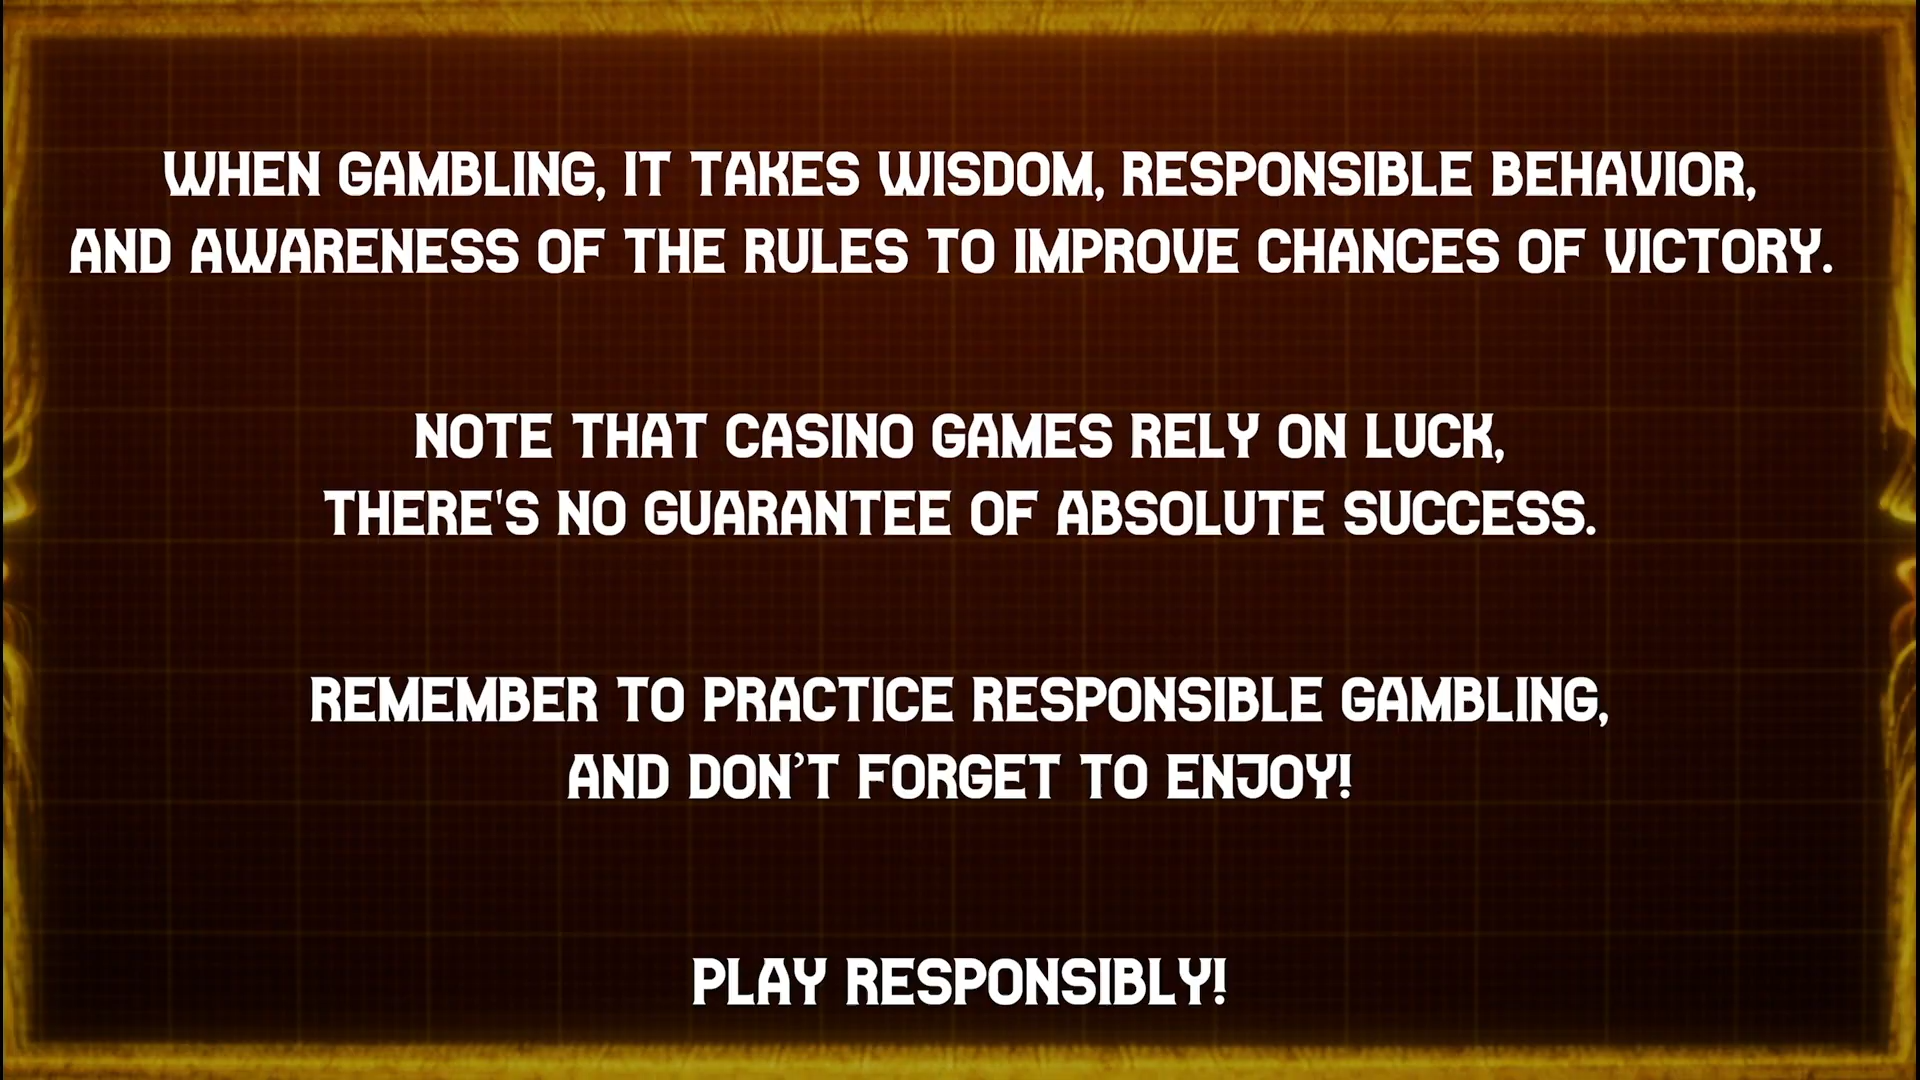 WHEN GAMBLING, IT TAKES WISDOM, RESPONSIBLE BEHAVIOR,
AND AWARENESS OF THE RULES TO IMPROVE CHANCES OF VICTORY.
NOTE THAT CASINO GAMES RELY ON LUCK,
THERE'S NO GUARANTEE OF ABSOLUTE SUCCESS.
REMEMBER TO PRACTICE RESPONSIBLE GAMBLING,
AND DON’T FORGET TO ENJOY!
PLAY RESPONSIBLY!